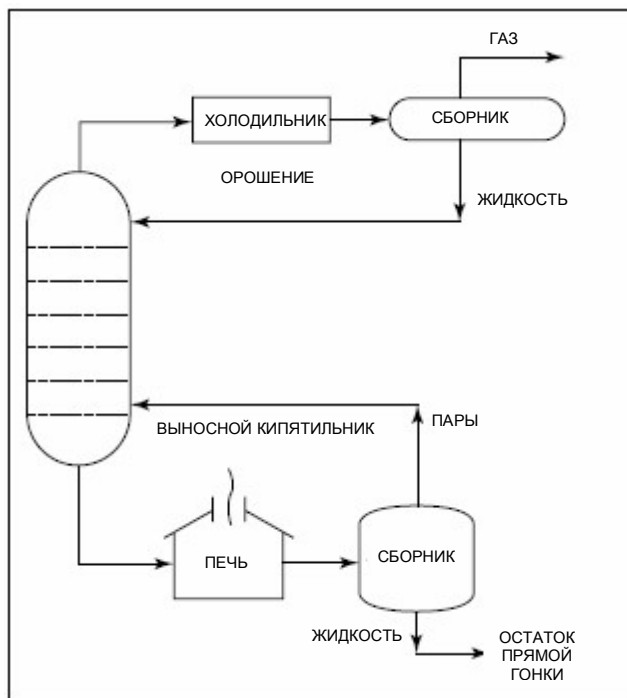 ГАЗ
ХОЛОДИЛЬНИК
СБОРНИК
ОРОШЕНИЕ
ЖИДКОСТЬ
ВЫНОСНОЙ КИПЯТИЛЬНИК
ПАРЫ
ПЕЧЬ
СБОРНИК
ЖИДКОСТЬ
ОСТАТОК
ПРЯМОЙ
ГОНКИ